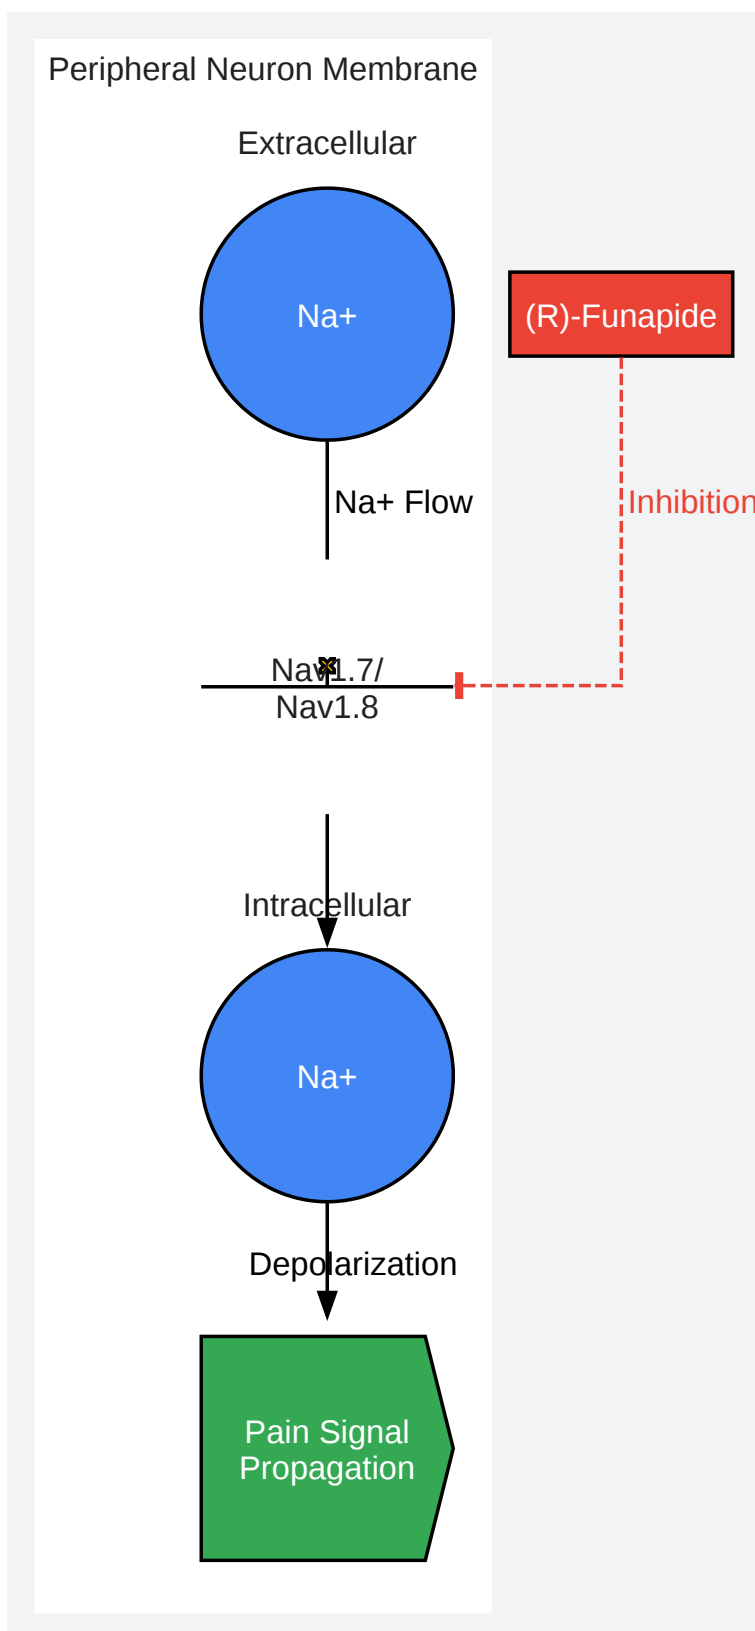 Peripheral Neuron Membrane
Extracellular
Na+
(R)-Funapide
Na+ Flow
Inhibition
Nav1.7/
Nav1.8
Intracellular
Na+
Depolarization
Pain Signal
Propagation